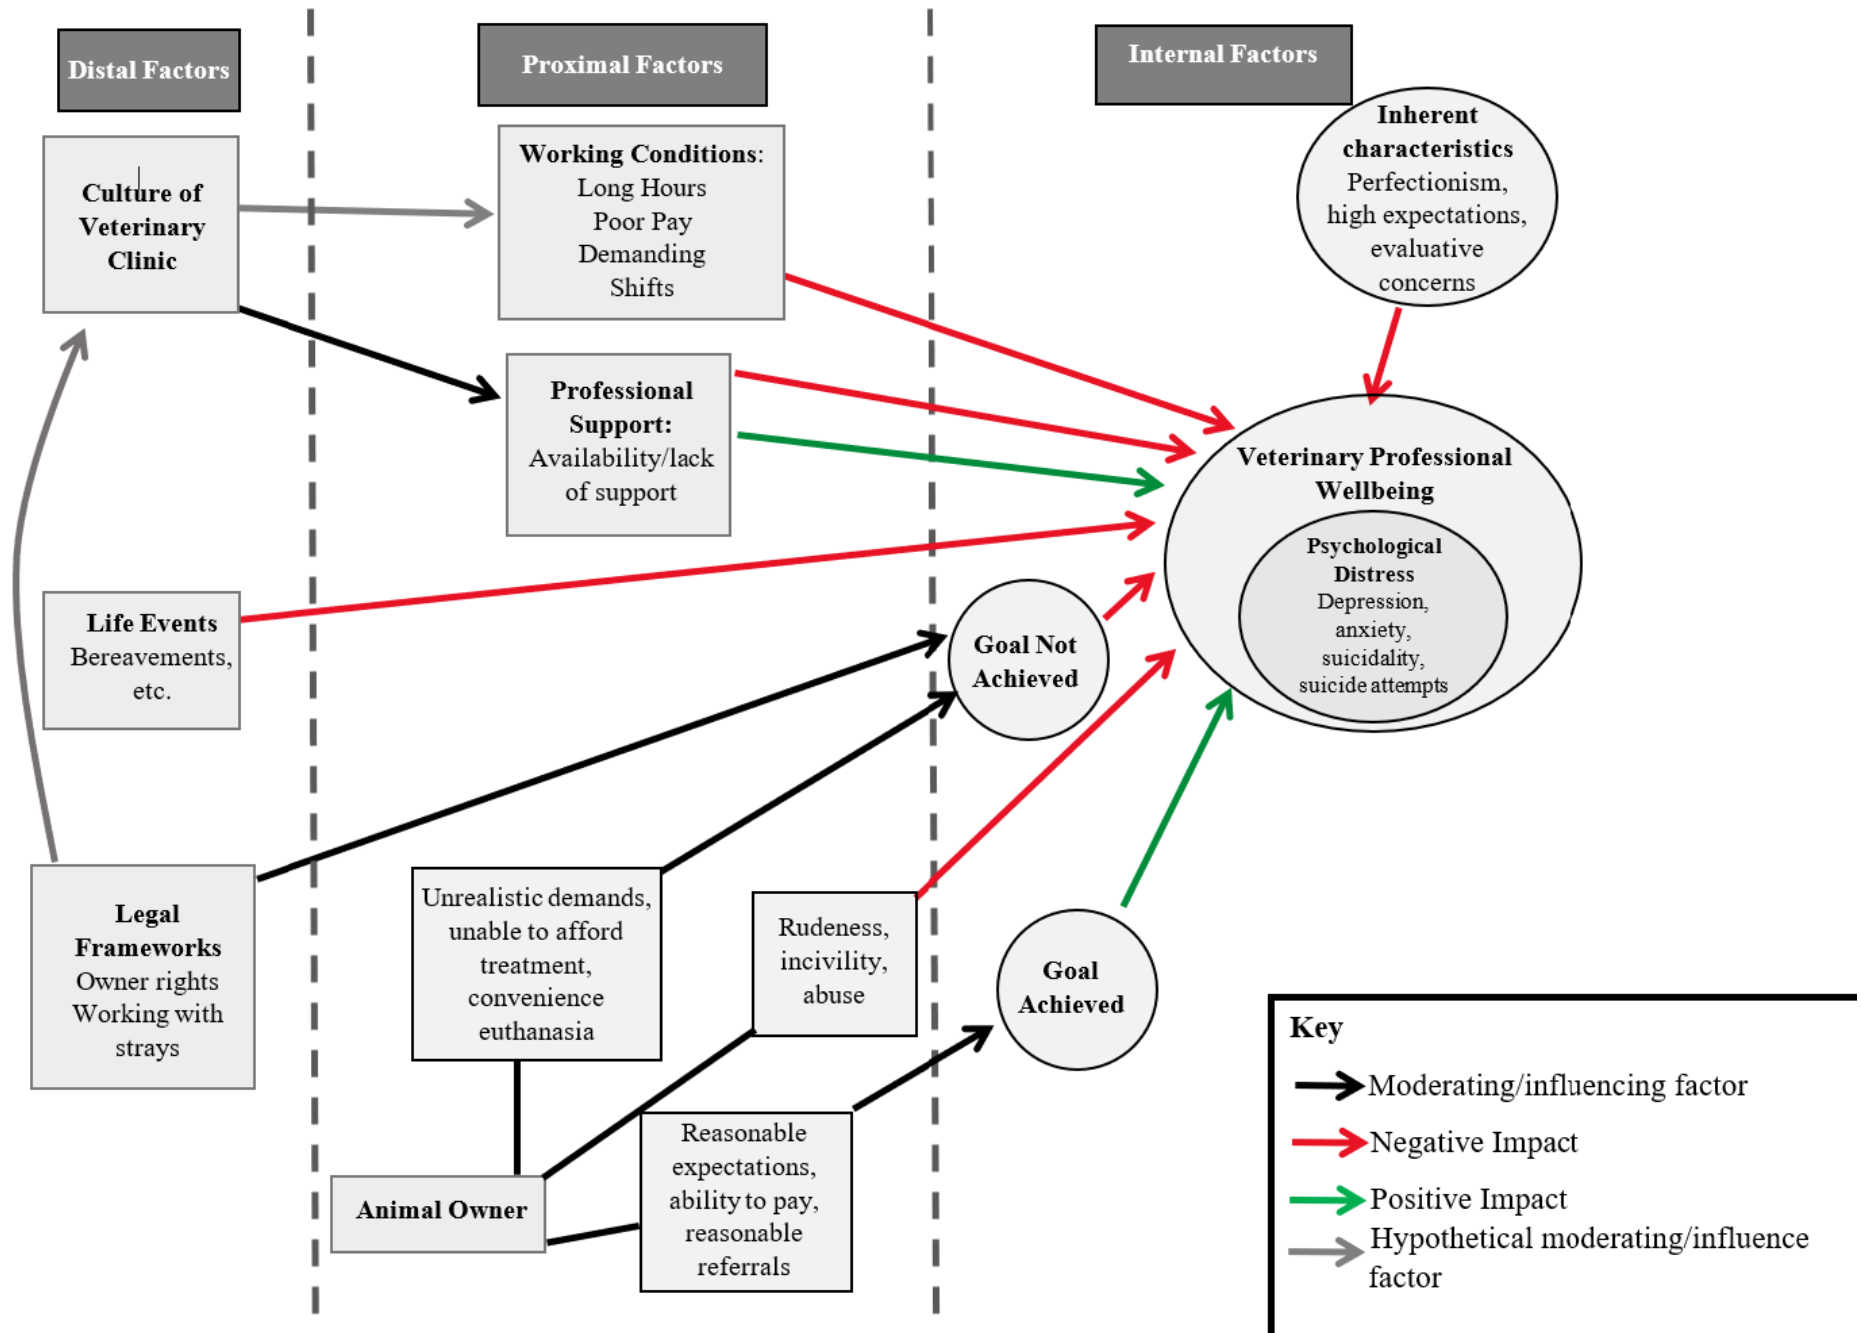 Distal Factors
Proximal Factors
Internal Factors
Culture of
Veterinary
Clinic
Working Conditions:
Long Hours
Poor Pay
Demanding
Shifts
Inherent
characteristics
Perfectionism,
high expectations,
evaluative
concerns
Professional
Support:
Availability/lack
of support
Veterinary Professional
Wellbeing
Psychological
Distress
Depression,
anxiety,
suicidality,
suicide attempts
Life Events
Bereavements,
etc.
Goal Not
Achieved
Legal
Frameworks
Owner rights
Working with
strays
Unrealistic demands,
unable to afford
treatment,
convenience
euthanasia
Rudeness,
incivility,
abuse
Goal
Achieved
Animal Owner
Reasonable
expectations,
ability to pay,
reasonable
referrals
Key
Moderating/influencing factor
Negative Impact
Positive Impact
Hypothetical moderating/influence
factor